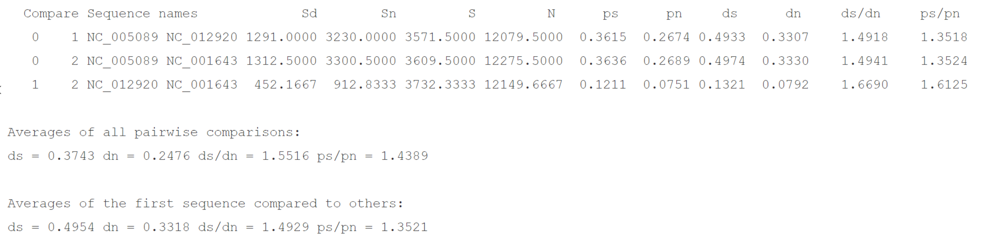 Compare Sequence names Sd Sn S N ps pn ds dn ds/dn ps/pn
0 1 NC_005089 NC_012920 1291.0000 3230.0000 3571.5000 12079.5000 0.3615 0.2674 0.4933 0.3307 1.4918 1.3518
0 2 NC_005089 NC_001643 1312.5000 3300.5000 3609.5000 12275.5000 0.3636 0.2689 0.4974 0.3330 1.4941 1.3524
1 2 NC_012920 NC_001643 452.1667 912.8333 3732.3333 12149.6667 0.1211 0.0751 0.1321 0.0792 1.6690 1.6125
Averages of all pairwise comparisons:
ds = 0.3743 dn = 0.2476 ds/dn = 1.5516 ps/pn = 1.4389
Averages of the first sequence compared to others:
ds = 0.4954 dn = 0.3318 ds/dn = 1.4929 ps/pn = 1.3521